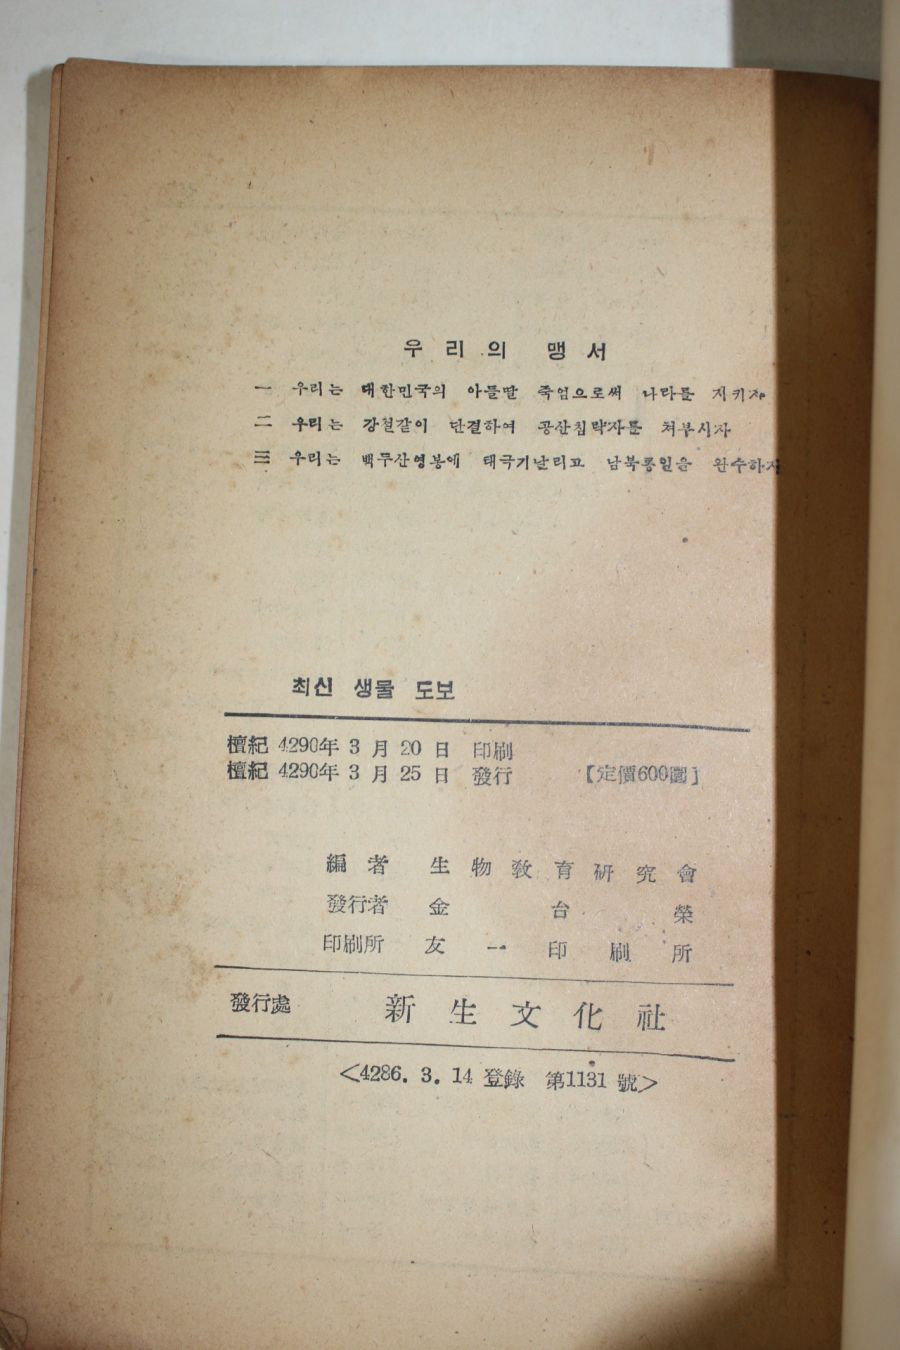 우리의 맹서
一 우리는 대한민국의 아들딸 죽엄으로써 나라를 지키자
二 우리는 강철같이 단결하여 공산침략자를 처부시자
三 우리는 백두산영봉에 태극기날리고 남북통일을 완수하자
최신 생물 도보
檀紀 4290年 3 月 20 日 印刷
檀紀 4290年 3 月 25 日 發行 【定價600圜】
編者 生物教育研究會
發行者 金台榮
印刷所 友一印刷所
發行處 新生文化社
<4286. 3. 14 登錄 第1131 號>